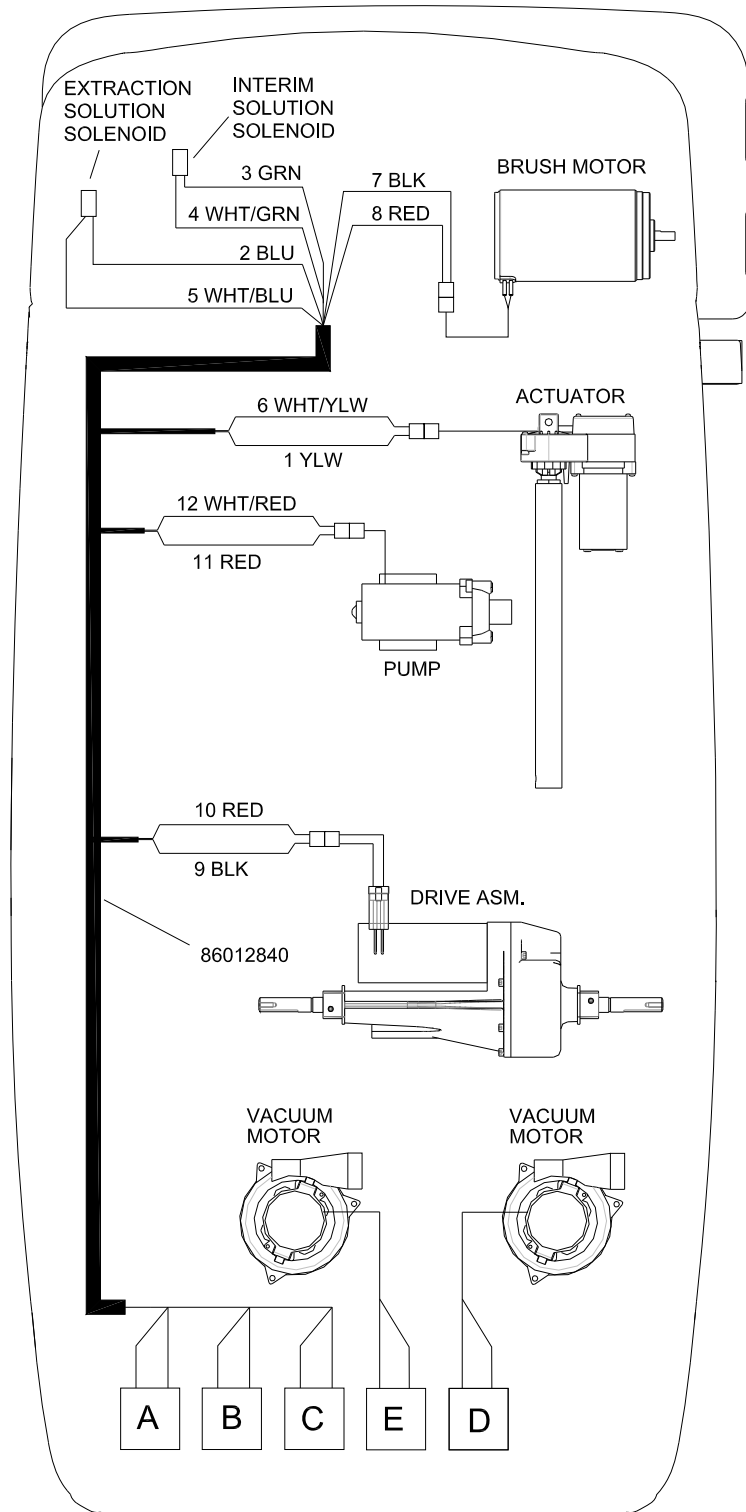 EXTRACTION
SOLUTION
SOLENOID
INTERIM
SOLUTION
SOLENOID
3 GRN
4 WHT/GRN
2 BLU
5 WHT/BLU
7 BLK
8 RED
BRUSH MOTOR
6 WHT/YLW
1 YLW
ACTUATOR
12 WHT/RED
11 RED
PUMP
10 RED
9 BLK
DRIVE ASM.
86012840
VACUUM
MOTOR
VACUUM
MOTOR
A
B
C
E
D